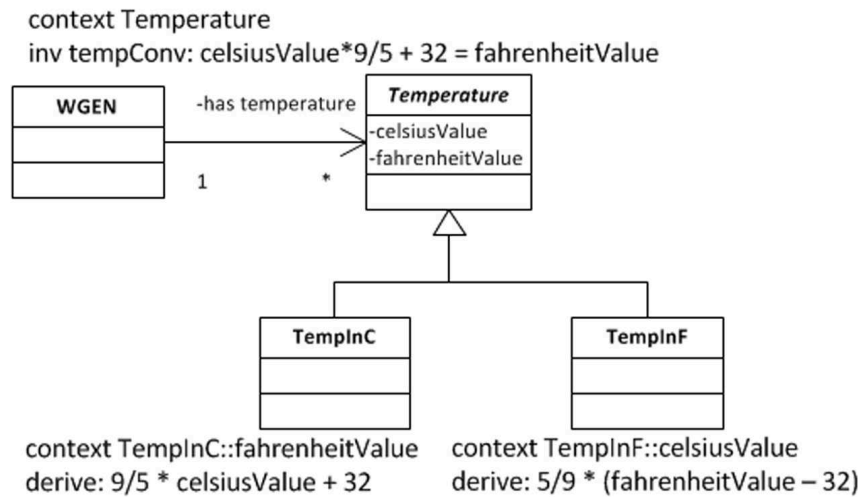 context Temperature
inv tempConv: celsiusValue*9/5 + 32 = fahrenheitValue
WGEN
-has temperature
Temperature
-celsiusValue
-fahrenheitValue
1
*
TempInC
TempInF
context TempInC::fahrenheitValue
derive: 9/5 * celsiusValue + 32
context TempInF::celsiusValue
derive: 5/9 * (fahrenheitValue – 32)